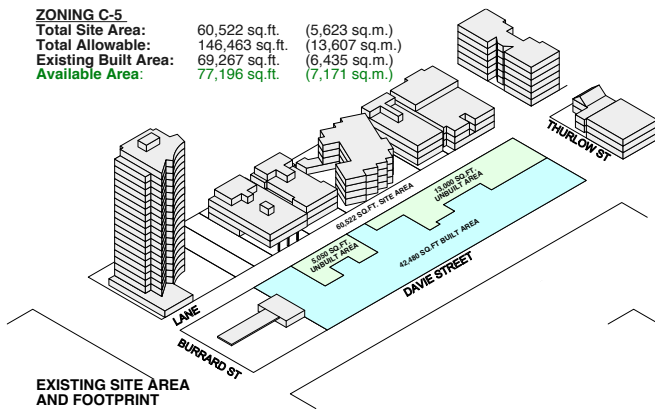 ZONING C-5
Total Site Area: 60,522 sq.ft. (5,623 sq.m.)
Total Allowable: 146,463 sq.ft. (13,607 sq.m.)
Existing Built Area: 69,267 sq.ft. (6,435 sq.m.)
Available Area: 77,196 sq.ft. (7,171 sq.m.)
THURLOW ST
13,000 SQ.FT.
UNBUILT AREA
60,522 SQ.FT. SITE AREA
5,050 SQ.FT.
UNBUILT AREA
42,480 SQ.FT BUILT AREA
DAVIE STREET
LANE
BURRARD ST
EXISTING SITE AREA
AND FOOTPRINT